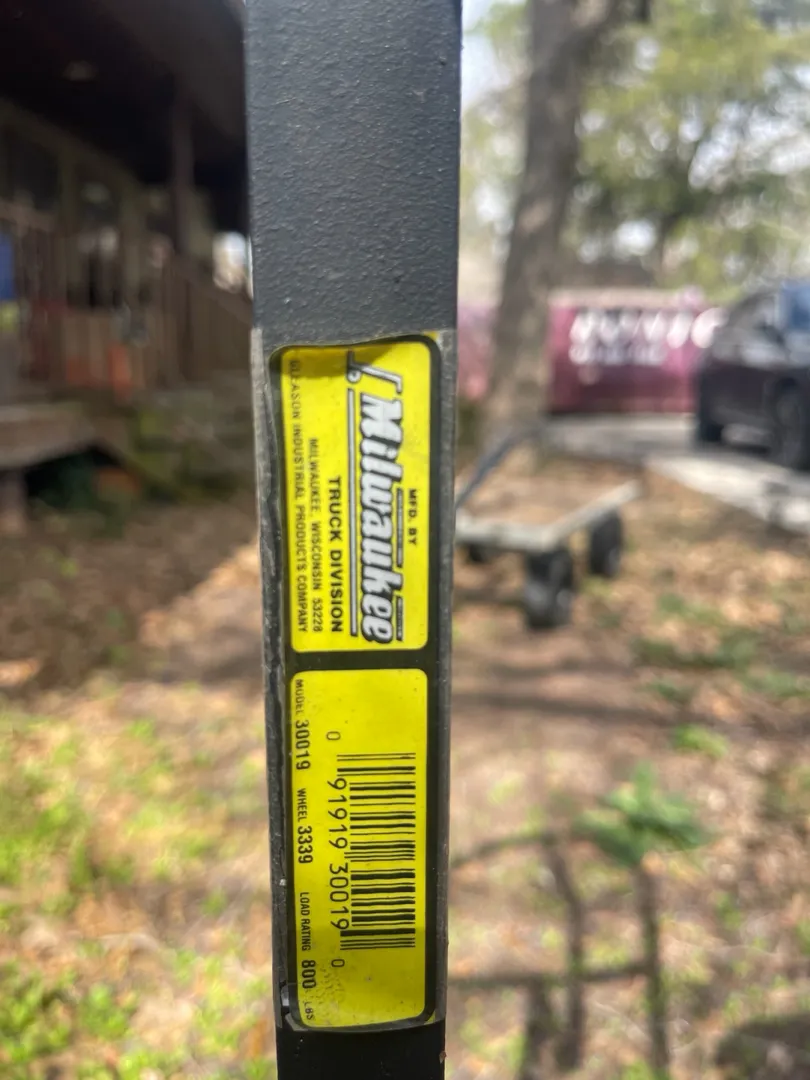 MFD. BY
Milwaukee
TRUCK DIVISION
MILWAUKEE, WISCONSIN 53228
GLEASON INDUSTRIAL PRODUCTS COMPANY
0 91919 30019 0
MODEL 30019 WHEEL 3339 LOAD RATING 800 LBS